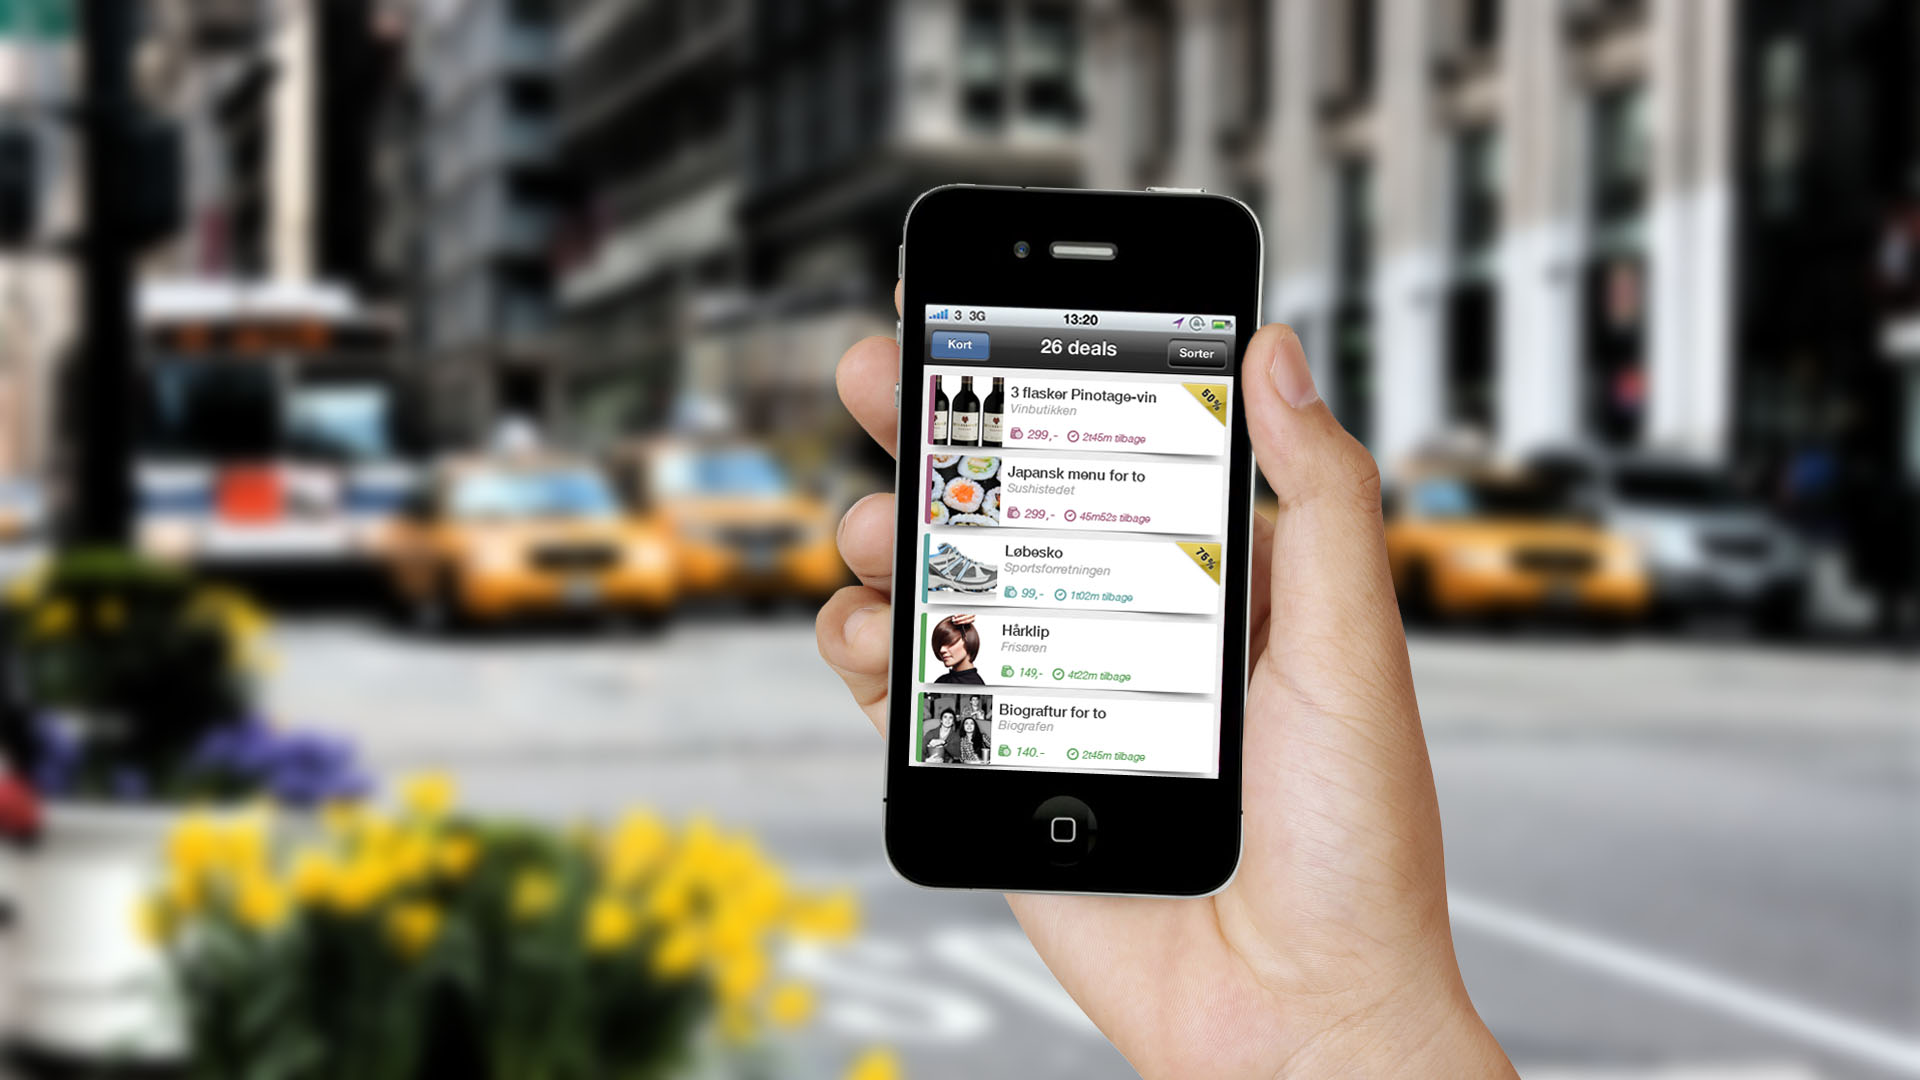 3 3G 13:20
Kort 26 deals Sorter
3 flasker Pinotage-vin
60%
Vinbutikken
299,- 2t45m tilbage
Japansk menu for to
Sushistedet
299,- 45m52s tilbage
Løbesko
75%
Sportsforretningen
99,- 1t02m tilbage
Hårklip
Frisøren
149,- 4t22m tilbage
Biograftur for to
Biografen
140.- 2t45m tilbage